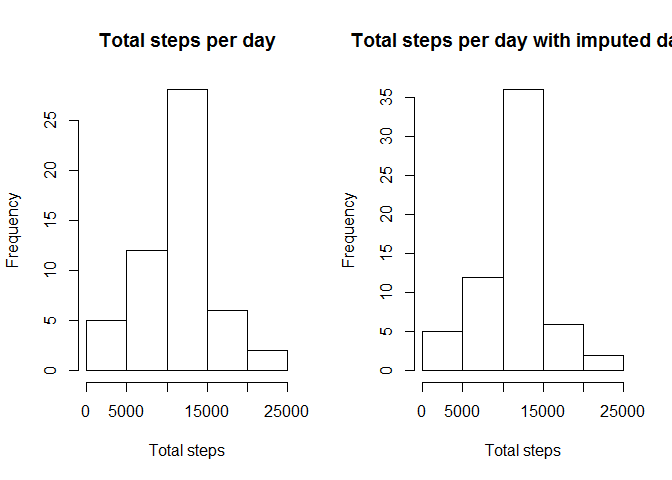 Total steps per day
Frequency
0 5 10 15 20 25
0 5000 15000 25000
Total steps
Total steps per day with imputed da
Frequency
0 5 10 15 20 25 30 35
0 5000 15000 25000
Total steps